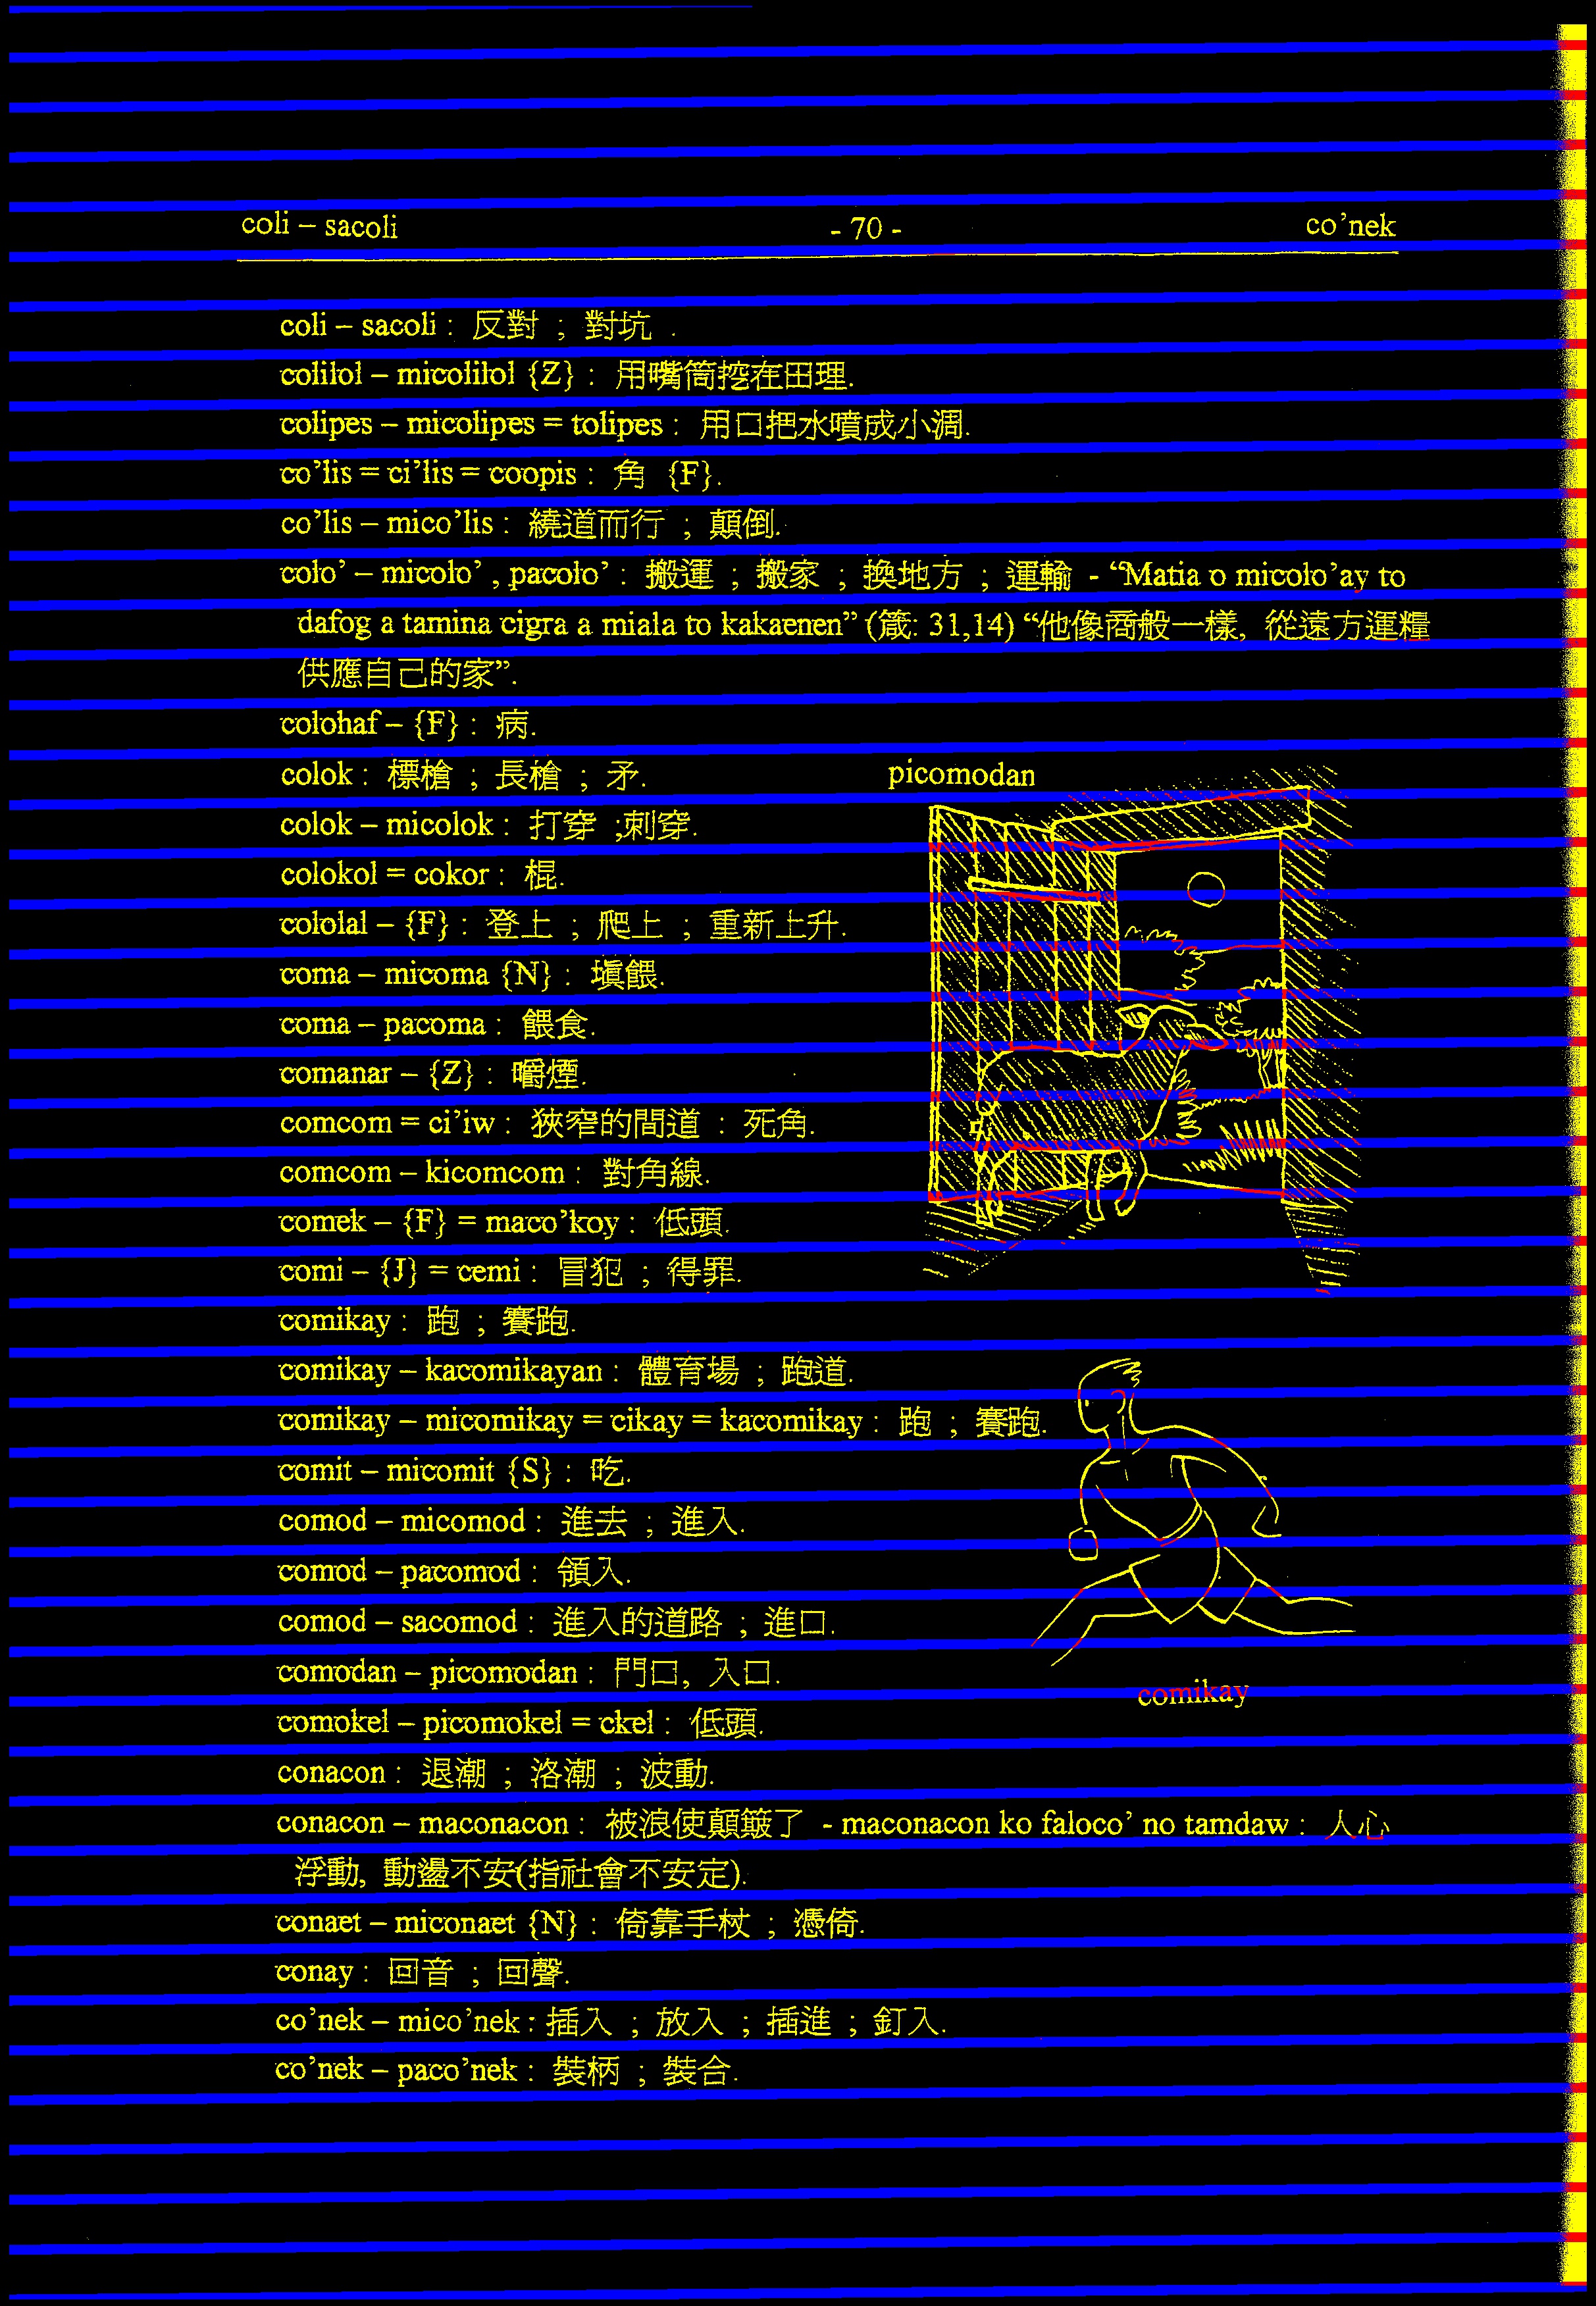 coli – sacoli - 70 - co’nek
coli – sacoli : 反對 ; 對坑 .
colilol – micolilol {Z} : 用嘴筒挖在田理.
colipes – micolipes = tolipes : 用口把水噴成小凋.
co’lis = ci’lis = coopis : 角 {F}.
co’lis – mico’lis : 繞道而行 ; 顛倒.
colo’ – micolo’ , pacolo’ : 搬運 ; 搬家 ; 換地方 ; 運輸 - “Matia o micolo’ay to
dafog a tamina cigra a miala to kakaenen” (箴: 31,14) “他像商般一樣, 從遠方運糧
供應自己的家”.
colohaf – {F} : 病.
colok : 標槍 ; 長槍 ; 矛.
picomodan
colok – micolok : 打穿 ;刺穿.
colokol = cokor : 棍.
cololal – {F} : 登上 ; 爬上 ; 重新上升.
coma – micoma {N} : 塡餵.
coma – pacoma : 餵食.
comanar – {Z} : 嚼煙.
comcom = ci’iw : 狹窄的間道 : 死角.
comcom – kicomcom : 對角線.
comek – {F} = maco’koy : 低頭.
comi – {J} = cemi : 冒犯 ; 得罪.
comikay : 跑 ; 賽跑.
comikay – kacomikayan : 體育場 ; 跑道.
comikay – micomikay = cikay = kacomikay : 跑 ; 賽跑.
comit – micomit {S} : 吃.
comod – micomod : 進去 ; 進入.
comod – pacomod : 領入.
comod – sacomod : 進入的道路 ; 進口.
comodan – picomodan : 門口, 入口.
comikay
comokel – picomokel = ckel : 低頭.
conacon : 退潮 ; 洛潮 ; 波動.
conacon – maconacon : 被浪使顛簸了 - maconacon ko faloco’ no tamdaw : 人心
浮動, 動盪不安(指社會不安定).
conaet – miconaet {N} : 倚靠手杖 ; 憑倚.
conay : 回音 ; 回聲.
co’nek – mico’nek : 插入 ; 放入 ; 插進 ; 釘入.
co’nek – paco’nek : 裝柄 ; 裝合.